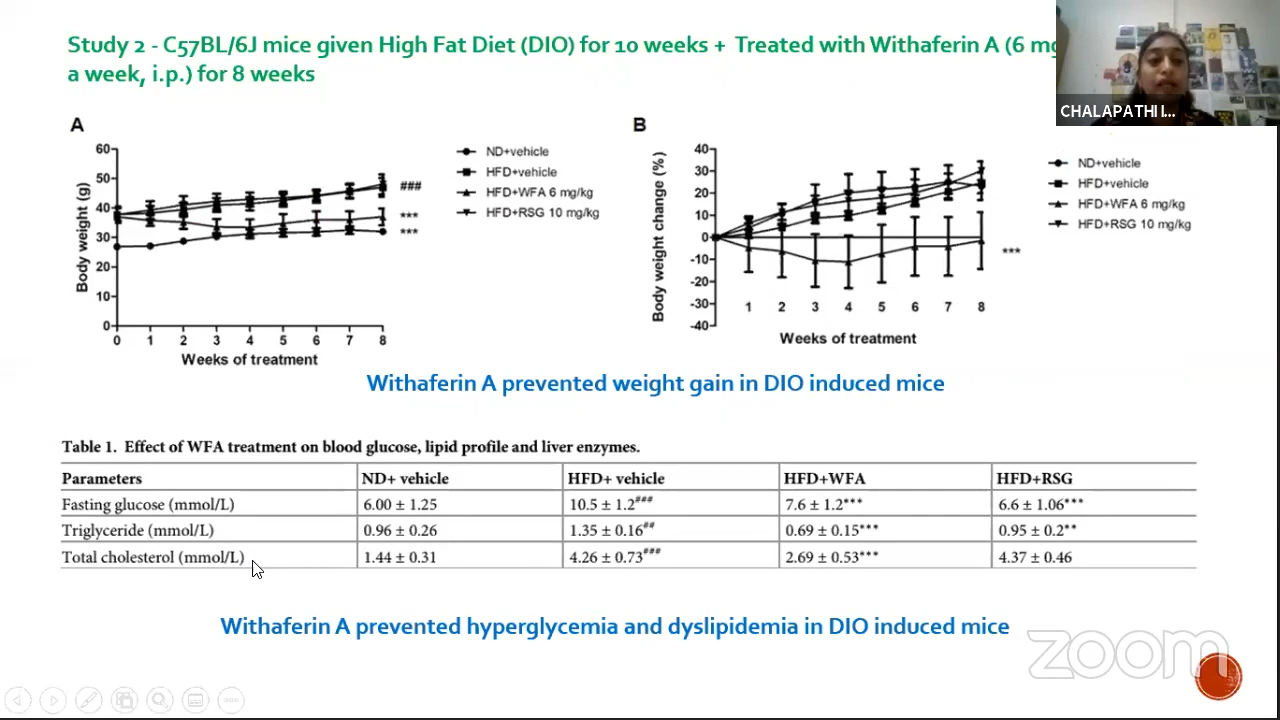 Study 2 - C57BL/6J mice given High Fat Diet (DIO) for 10 weeks + Treated with Withaferin A (6
a week, i.p.) for 8 weeks
CHALAPATHI I...
A
60
50
40
30
20
10
0
Body weight (g)
0 1 2 3 4 5 6 7 8
Weeks of treatment
###
***
***
ND+vehicle
HFD+vehicle
HFD+WFA 6 mg/kg
HFD+RSG 10 mg/kg
B
40
30
20
10
0
-10
-20
-30
-40
Body weight change (%)
1 2 3 4 5 6 7 8
Weeks of treatment
***
ND+vehicle
HFD+vehicle
HFD+WFA 6 mg/kg
HFD+RSG 10 mg/kg
Withaferin A prevented weight gain in DIO induced mice
Table 1. Effect of WFA treatment on blood glucose, lipid profile and liver enzymes.
Parameters ND+ vehicle HFD+ vehicle HFD+WFA HFD+RSG
Fasting glucose (mmol/L) 6.00 ± 1.25 10.5 ± 1.2### 7.6 ± 1.2*** 6.6 ± 1.06***
Triglyceride (mmol/L) 0.96 ± 0.26 1.35 ± 0.16## 0.69 ± 0.15*** 0.95 ± 0.2**
Total cholesterol (mmol/L) 1.44 ± 0.31 4.26 ± 0.73### 2.69 ± 0.53*** 4.37 ± 0.46
Withaferin A prevented hyperglycemia and dyslipidemia in DIO induced mice
zoom